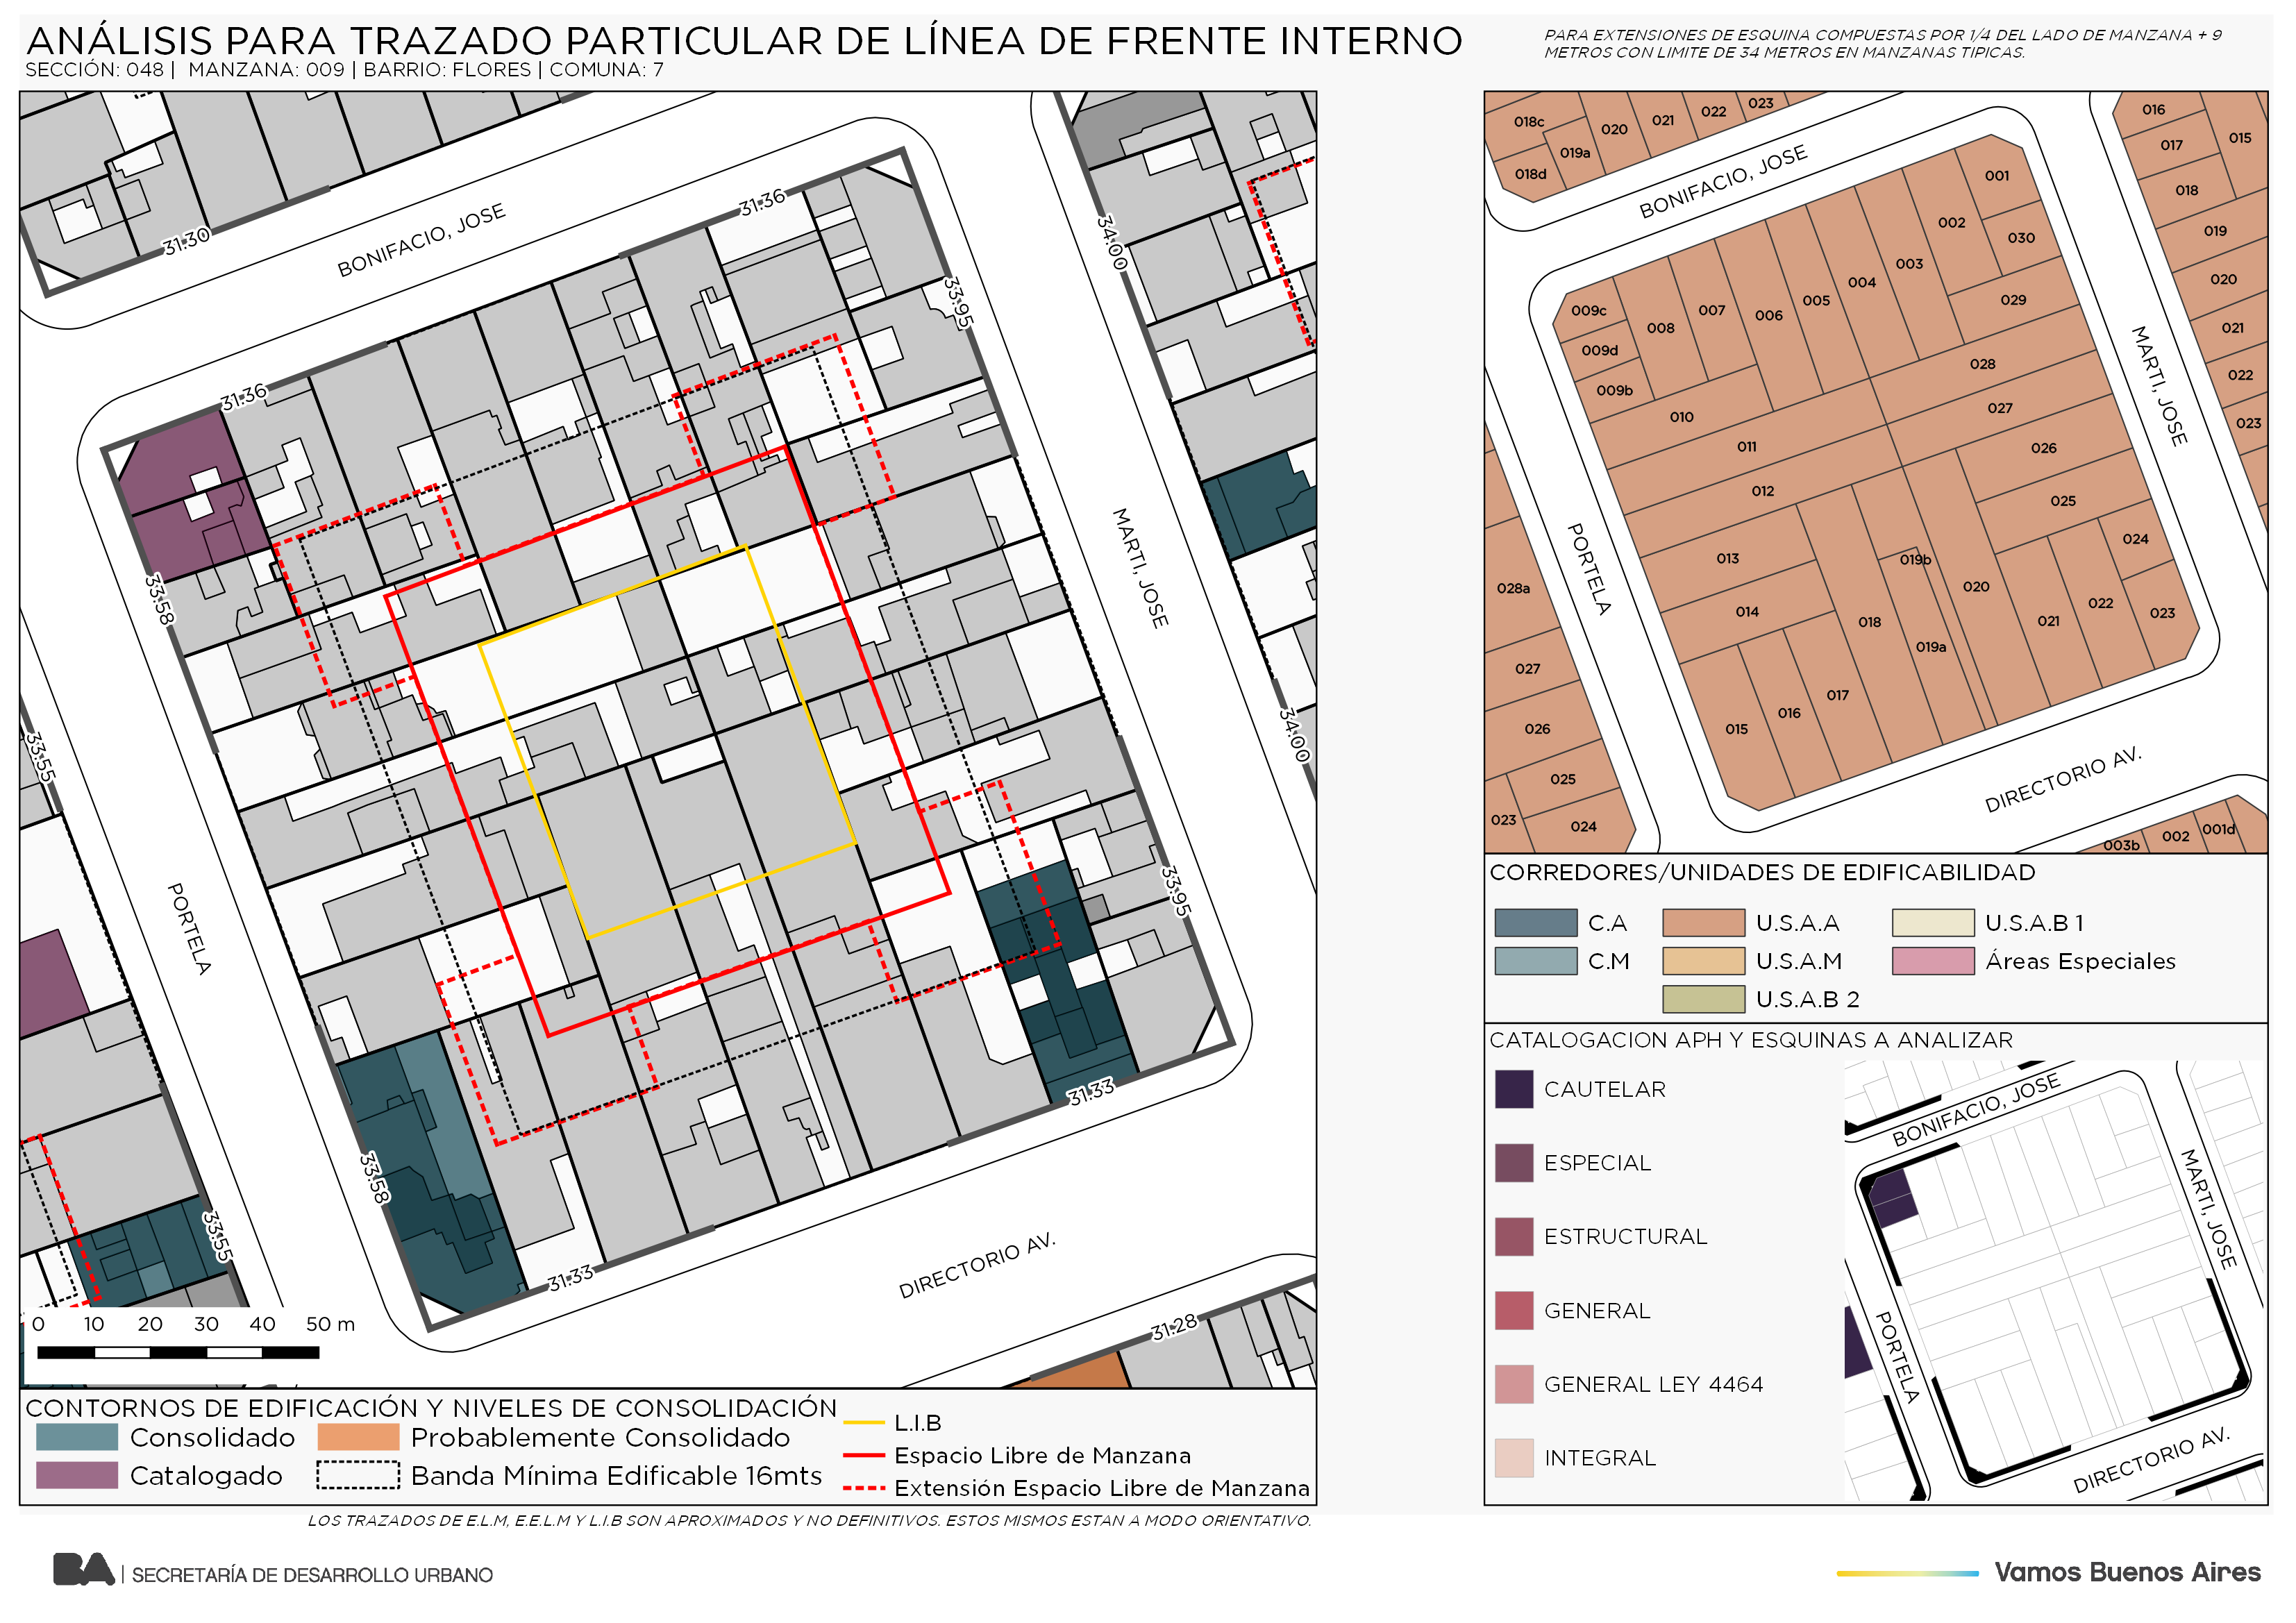 ANÁLISIS PARA TRAZADO PARTICULAR DE LÍNEA DE FRENTE INTERNO
SECCIÓN: 048 | MANZANA: 009 | BARRIO: FLORES | COMUNA: 7
PARA EXTENSIONES DE ESQUINA COMPUESTAS POR 1/4 DEL LADO DE MANZANA + 9
METROS CON LIMITE DE 34 METROS EN MANZANAS TIPICAS.
31.30
BONIFACIO, JOSE
31.36
34.00
31.36
33.95
33.58
MARTI, JOSE
33.55
34.00
PORTELA
33.95
33.58
31.33
33.55
31.33
DIRECTORIO AV.
31.28
0 10 20 30 40 50 m
CONTORNOS DE EDIFICACIÓN Y NIVELES DE CONSOLIDACIÓN
Consolidado
Probablemente Consolidado
Catalogado
Banda Mínima Edificable 16mts
L.I.B
Espacio Libre de Manzana
Extensión Espacio Libre de Manzana
LOS TRAZADOS DE E.L.M, E.E.L.M Y L.I.B SON APROXIMADOS Y NO DEFINITIVOS. ESTOS MISMOS ESTAN A MODO ORIENTATIVO.
018c
020
021
022
023
019a
018d
BONIFACIO, JOSE
016
015
017
018
019
020
021
022
023
001
002
030
003
029
004
005
006
007
008
009c
009d
009b
010
028
011
027
012
026
013
025
014
019b
024
020
018
022
021
023
019a
017
016
015
MARTI, JOSE
PORTELA
028a
027
026
025
023
024
DIRECTORIO AV.
003b
002
001d
CORREDORES/UNIDADES DE EDIFICABILIDAD
C.A
U.S.A.A
U.S.A.B 1
C.M
U.S.A.M
Áreas Especiales
U.S.A.B 2
CATALOGACION APH Y ESQUINAS A ANALIZAR
CAUTELAR
ESPECIAL
ESTRUCTURAL
GENERAL
GENERAL LEY 4464
INTEGRAL
BONIFACIO, JOSE
MARTI, JOSE
PORTELA
DIRECTORIO AV.
BA | SECRETARÍA DE DESARROLLO URBANO
Vamos Buenos Aires